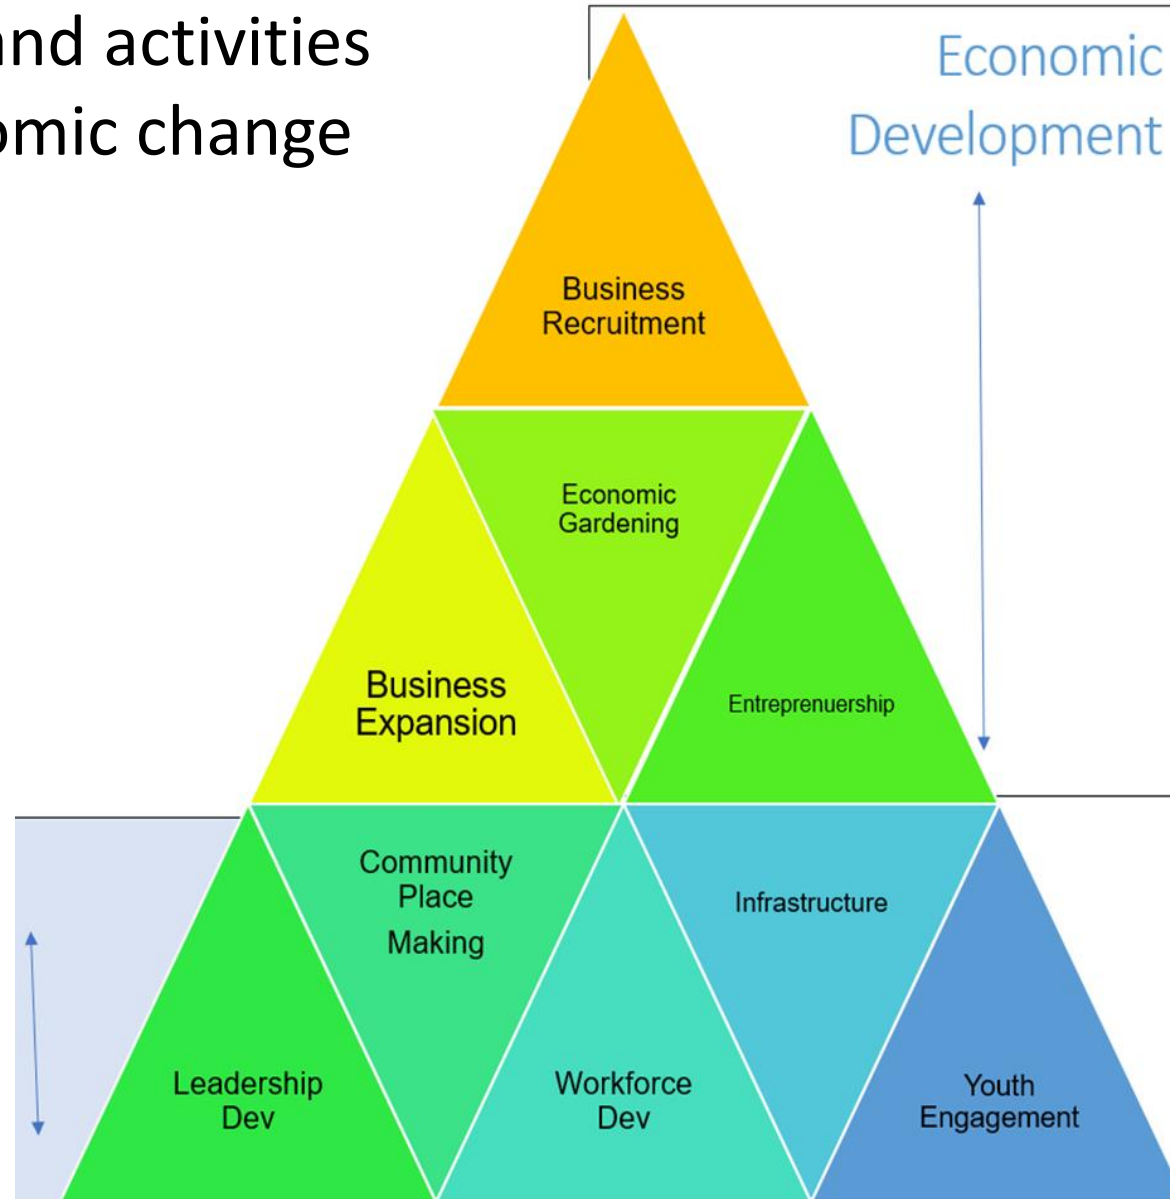 and activities
omic change
Economic
Development
Business
Recruitment
Economic
Gardening
Business
Expansion
Entreprenuership
Community
Place
Making
Infrastructure
Leadership
Dev
Workforce
Dev
Youth
Engagement